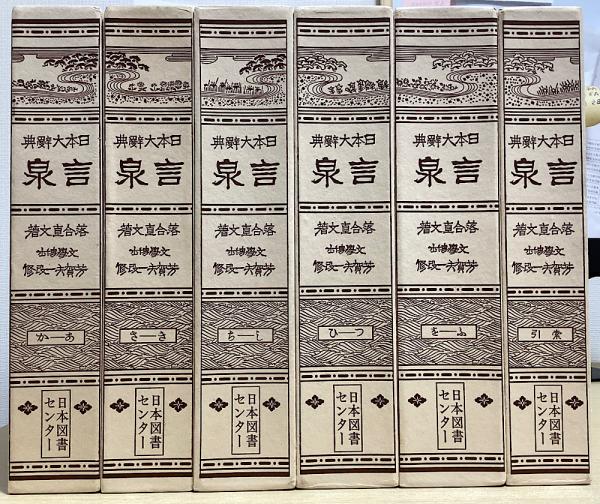 日本大辭典
言泉
落合直文著
文學博士
芳賀矢一改修
あ―か
日本図書
センター
日本大辭典
言泉
落合直文著
文學博士
芳賀矢一改修
き―さ
日本図書
センター
日本大辭典
言泉
落合直文著
文學博士
芳賀矢一改修
し―ち
日本図書
センター
日本大辭典
言泉
落合直文著
文學博士
芳賀矢一改修
つ―ひ
日本図書
センター
日本大辭典
言泉
落合直文著
文學博士
芳賀矢一改修
ふ―を
日本図書
センター
日本大辭典
言泉
落合直文著
文學博士
芳賀矢一改修
索引
日本図書
センター